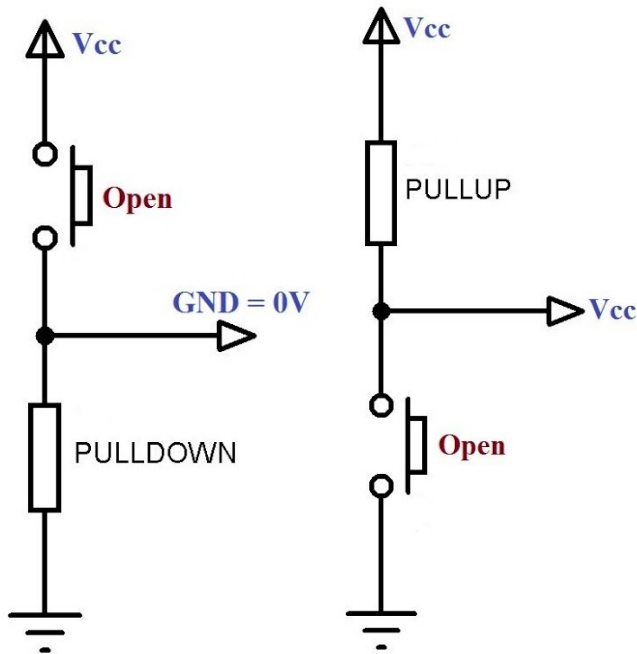 Vcc
Open
GND = 0V
PULLDOWN
Vcc
PULLUP
Vcc
Open